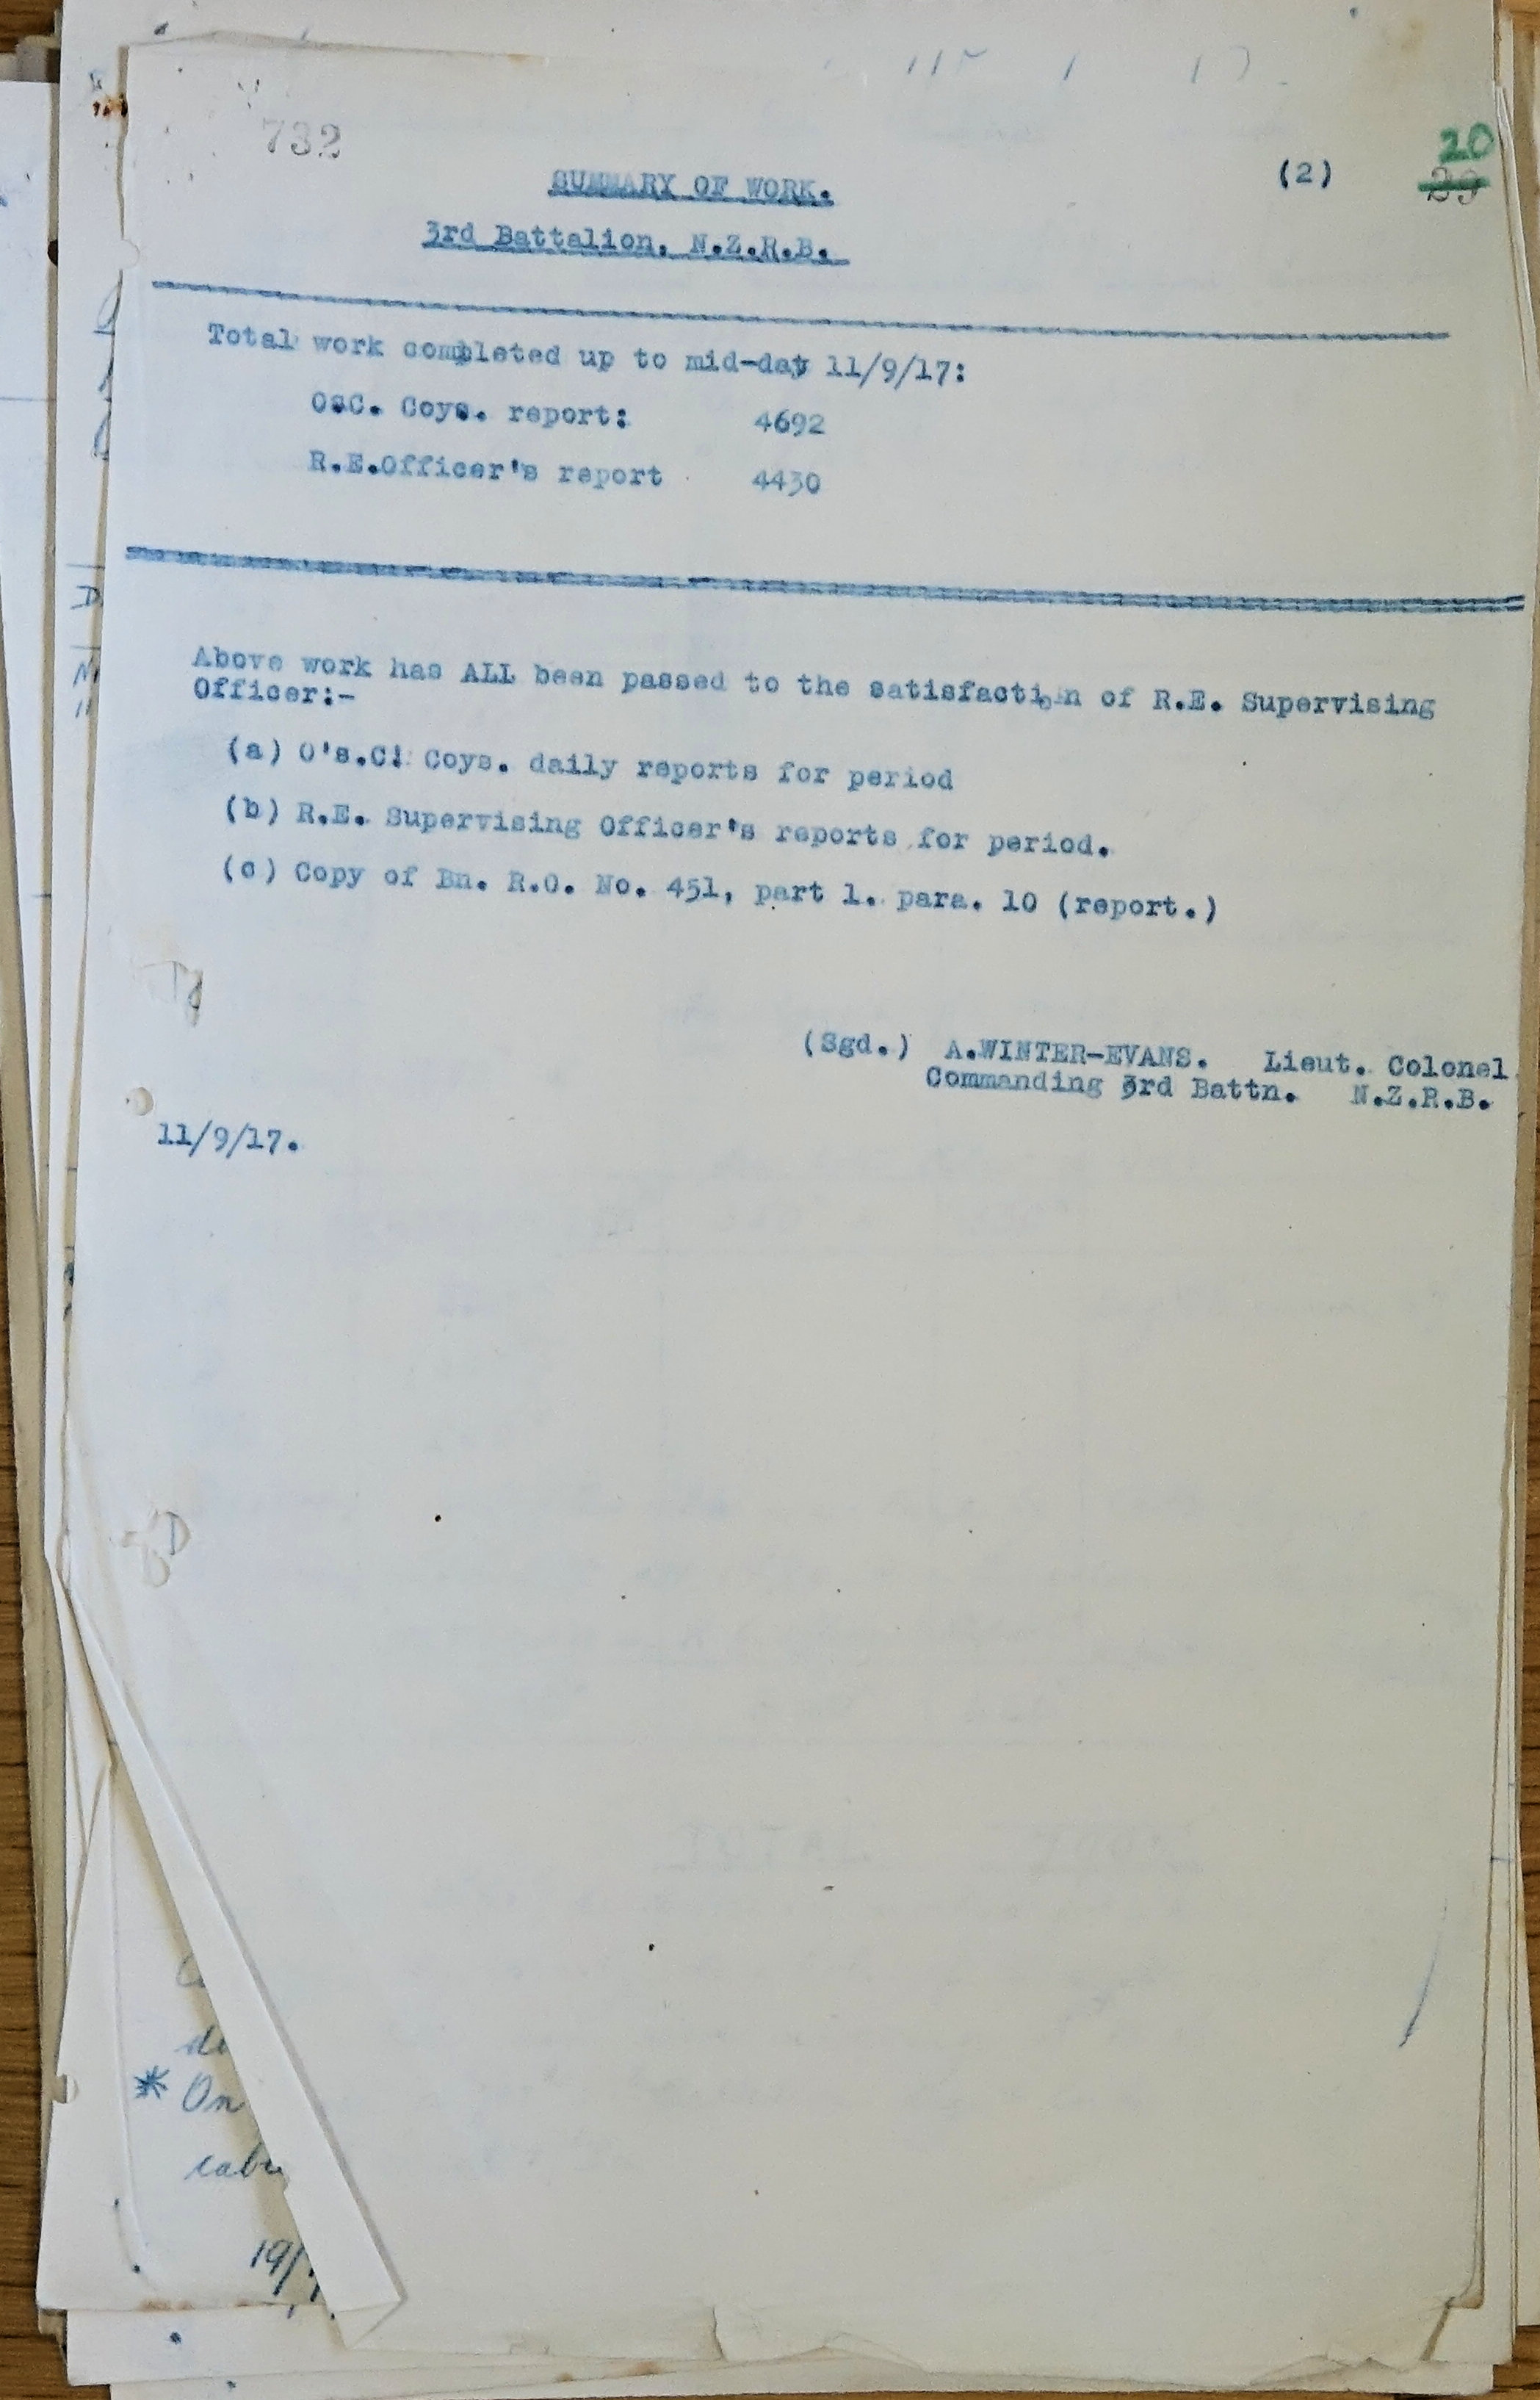 732
20
(2)
29
SUMMARY OF WORK.
3rd Battalion. N.Z.R.B.
Total work completed up to mid-day 11/9/17:
OsC. Coys. report: 4692
R.E.Officer's report 4430
Above work has ALL been passed to the satisfaction of R.E. Supervising
Officer:-
(a) O's.C! Coys. daily reports for period
(b) R.E. Supervising Officer's reports for period.
(c) Copy of Bn. R.O. No. 451, part 1. para. 10 (report.)
(Sgd.) A.WINTER-EVANS. Lieut. Colonel
Commanding 3rd Battn. N.Z.R.B.
11/9/17.
* On
19/